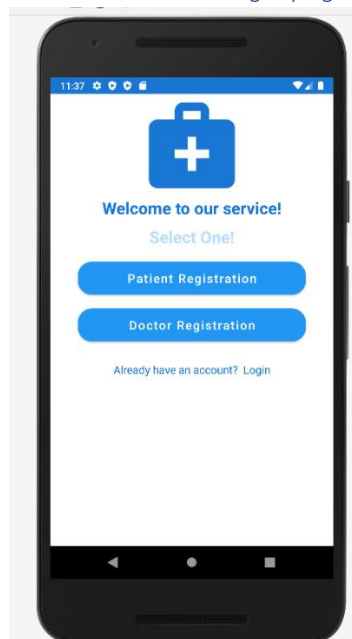 11:37
Welcome to our service!
Select One!
Patient Registration
Doctor Registration
Already have an account? Login